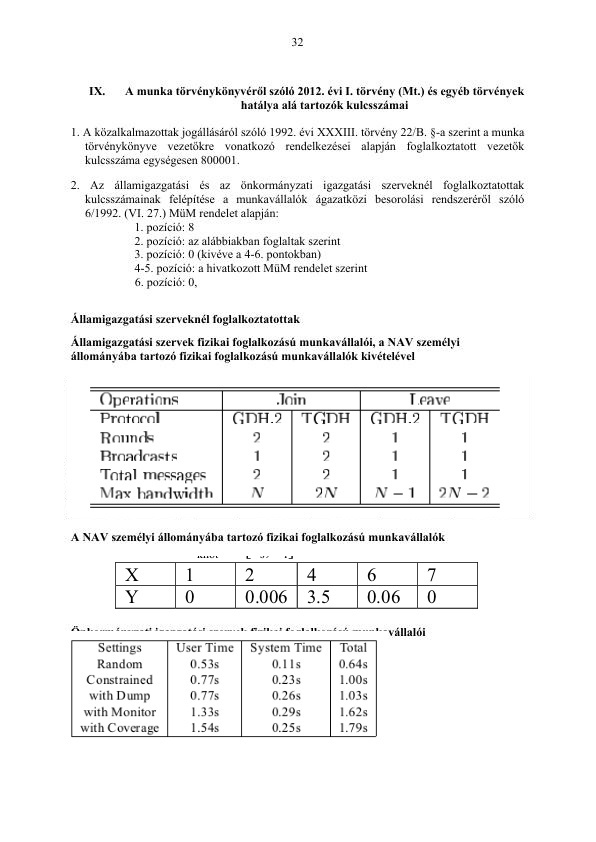 32
IX. A munka törvénykönyvéről szóló 2012. évi I. törvény (Mt.) és egyéb törvények
hatálya alá tartozók kulcsszámai
1. A közalkalmazottak jogállásáról szóló 1992. évi XXXIII. törvény 22/B. §-a szerint a munka
törvénykönyve vezetőkre vonatkozó rendelkezései alapján foglalkoztatott vezetők
kulcsszáma egységesen 800001.
2. Az államigazgatási és az önkormányzati igazgatási szerveknél foglalkoztatottak
kulcsszámainak felépítése a munkavállalók ágazatközi besorolási rendszeréről szóló
6/1992. (VI. 27.) MüM rendelet alapján:
1. pozíció: 8
2. pozíció: az alábbiakban foglaltak szerint
3. pozíció: 0 (kivéve a 4-6. pontokban)
4-5. pozíció: a hivatkozott MüM rendelet szerint
6. pozíció: 0,
Államigazgatási szerveknél foglalkoztatottak
Államigazgatási szervek fizikai foglalkozású munkavállalói, a NAV személyi
állományába tartozó fizikai foglalkozású munkavállalók kivételével
Operations Join Leave
Protocol GDH.2 TGDH GDH.2 TGDH
Rounds 2 2 1 1
Broadcasts 1 2 1 1
Total messages 2 2 1 1
Max bandwidth N 2N N − 1 2N − 2
A NAV személyi állományába tartozó fizikai foglalkozású munkavállalók
X 1 2 4 6 7
Y 0 0.006 3.5 0.06 0
Önkormányzati igazgatási szervek fizikai foglalkozású munkavállalói
Settings User Time System Time Total
Random 0.53s 0.11s 0.64s
Constrained 0.77s 0.23s 1.00s
with Dump 0.77s 0.26s 1.03s
with Monitor 1.33s 0.29s 1.62s
with Coverage 1.54s 0.25s 1.79s